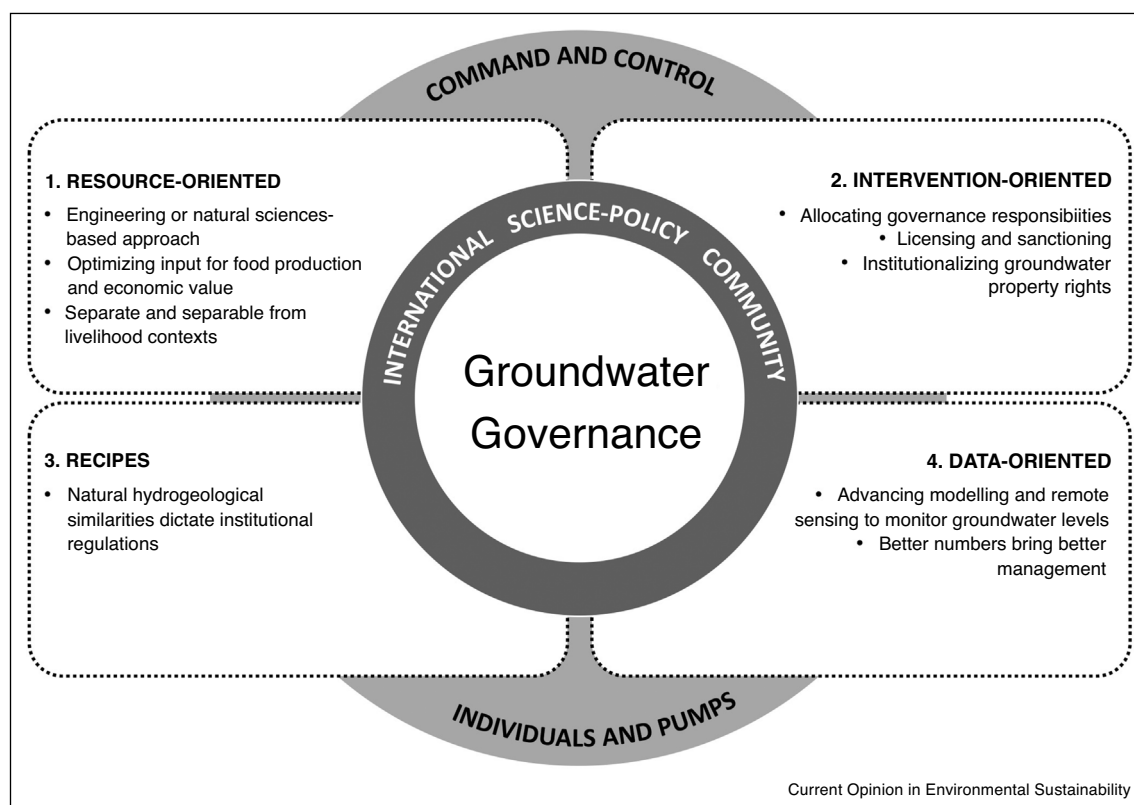 COMMAND AND CONTROL
1. RESOURCE-ORIENTED
• Engineering or natural sciences-
based approach
• Optimizing input for food production
and economic value
• Separate and separable from
livelihood contexts
2. INTERVENTION-ORIENTED
• Allocating governance responsibiities
• Licensing and sanctioning
• Institutionalizing groundwater
property rights
INTERNATIONAL SCIENCE-POLICY COMMUNITY
Groundwater
Governance
3. RECIPES
• Natural hydrogeological
similarities dictate institutional
regulations
4. DATA-ORIENTED
• Advancing modelling and remote
sensing to monitor groundwater levels
• Better numbers bring better
management
INDIVIDUALS AND PUMPS
Current Opinion in Environmental Sustainability